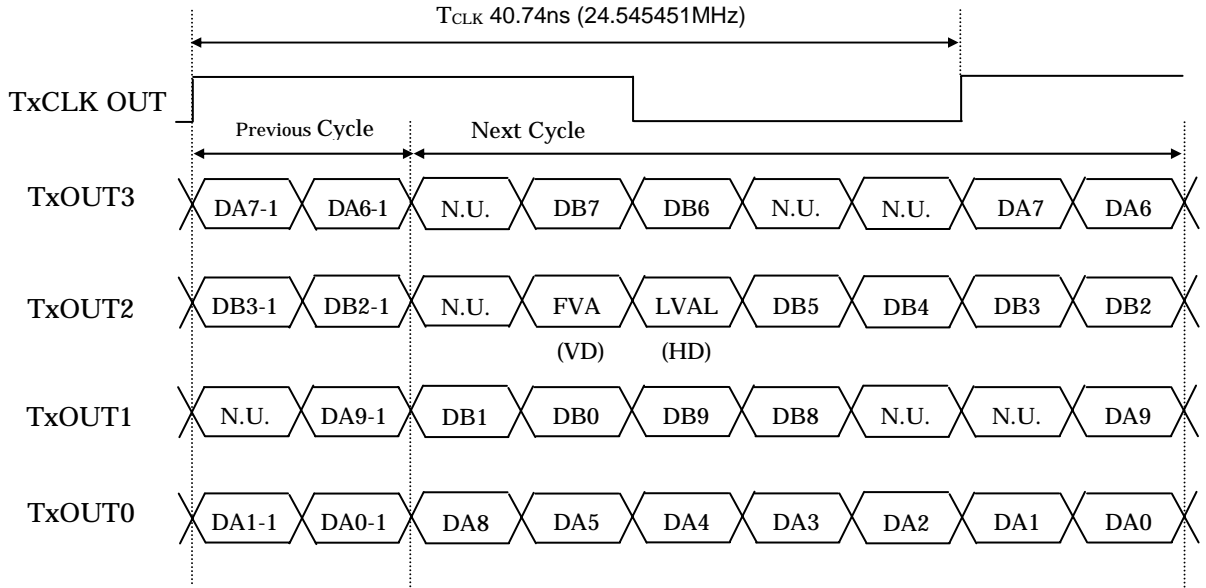 TCLK 40.74ns (24.545451MHz)
TxCLK OUT
Previous Cycle Next Cycle
TxOUT3 DA7-1 DA6-1 N.U. DB7 DB6 N.U. N.U. DA7 DA6
TxOUT2 DB3-1 DB2-1 N.U. FVA LVAL DB5 DB4 DB3 DB2
(VD) (HD)
TxOUT1 N.U. DA9-1 DB1 DB0 DB9 DB8 N.U. N.U. DA9
TxOUT0 DA1-1 DA0-1 DA8 DA5 DA4 DA3 DA2 DA1 DA0